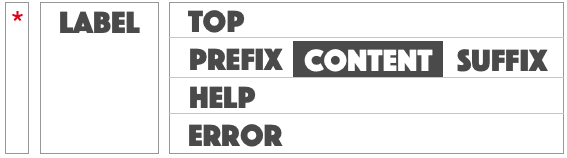 * LABEL
TOP
PREFIX CONTENT SUFFIX
HELP
ERROR